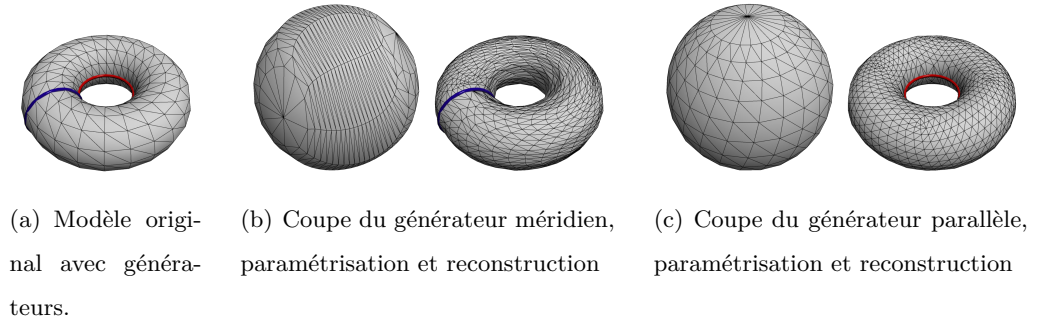 (a) Modèle origi-
nal avec généra-
teurs.
(b) Coupe du générateur méridien,
paramétrisation et reconstruction
(c) Coupe du générateur parallèle,
paramétrisation et reconstruction